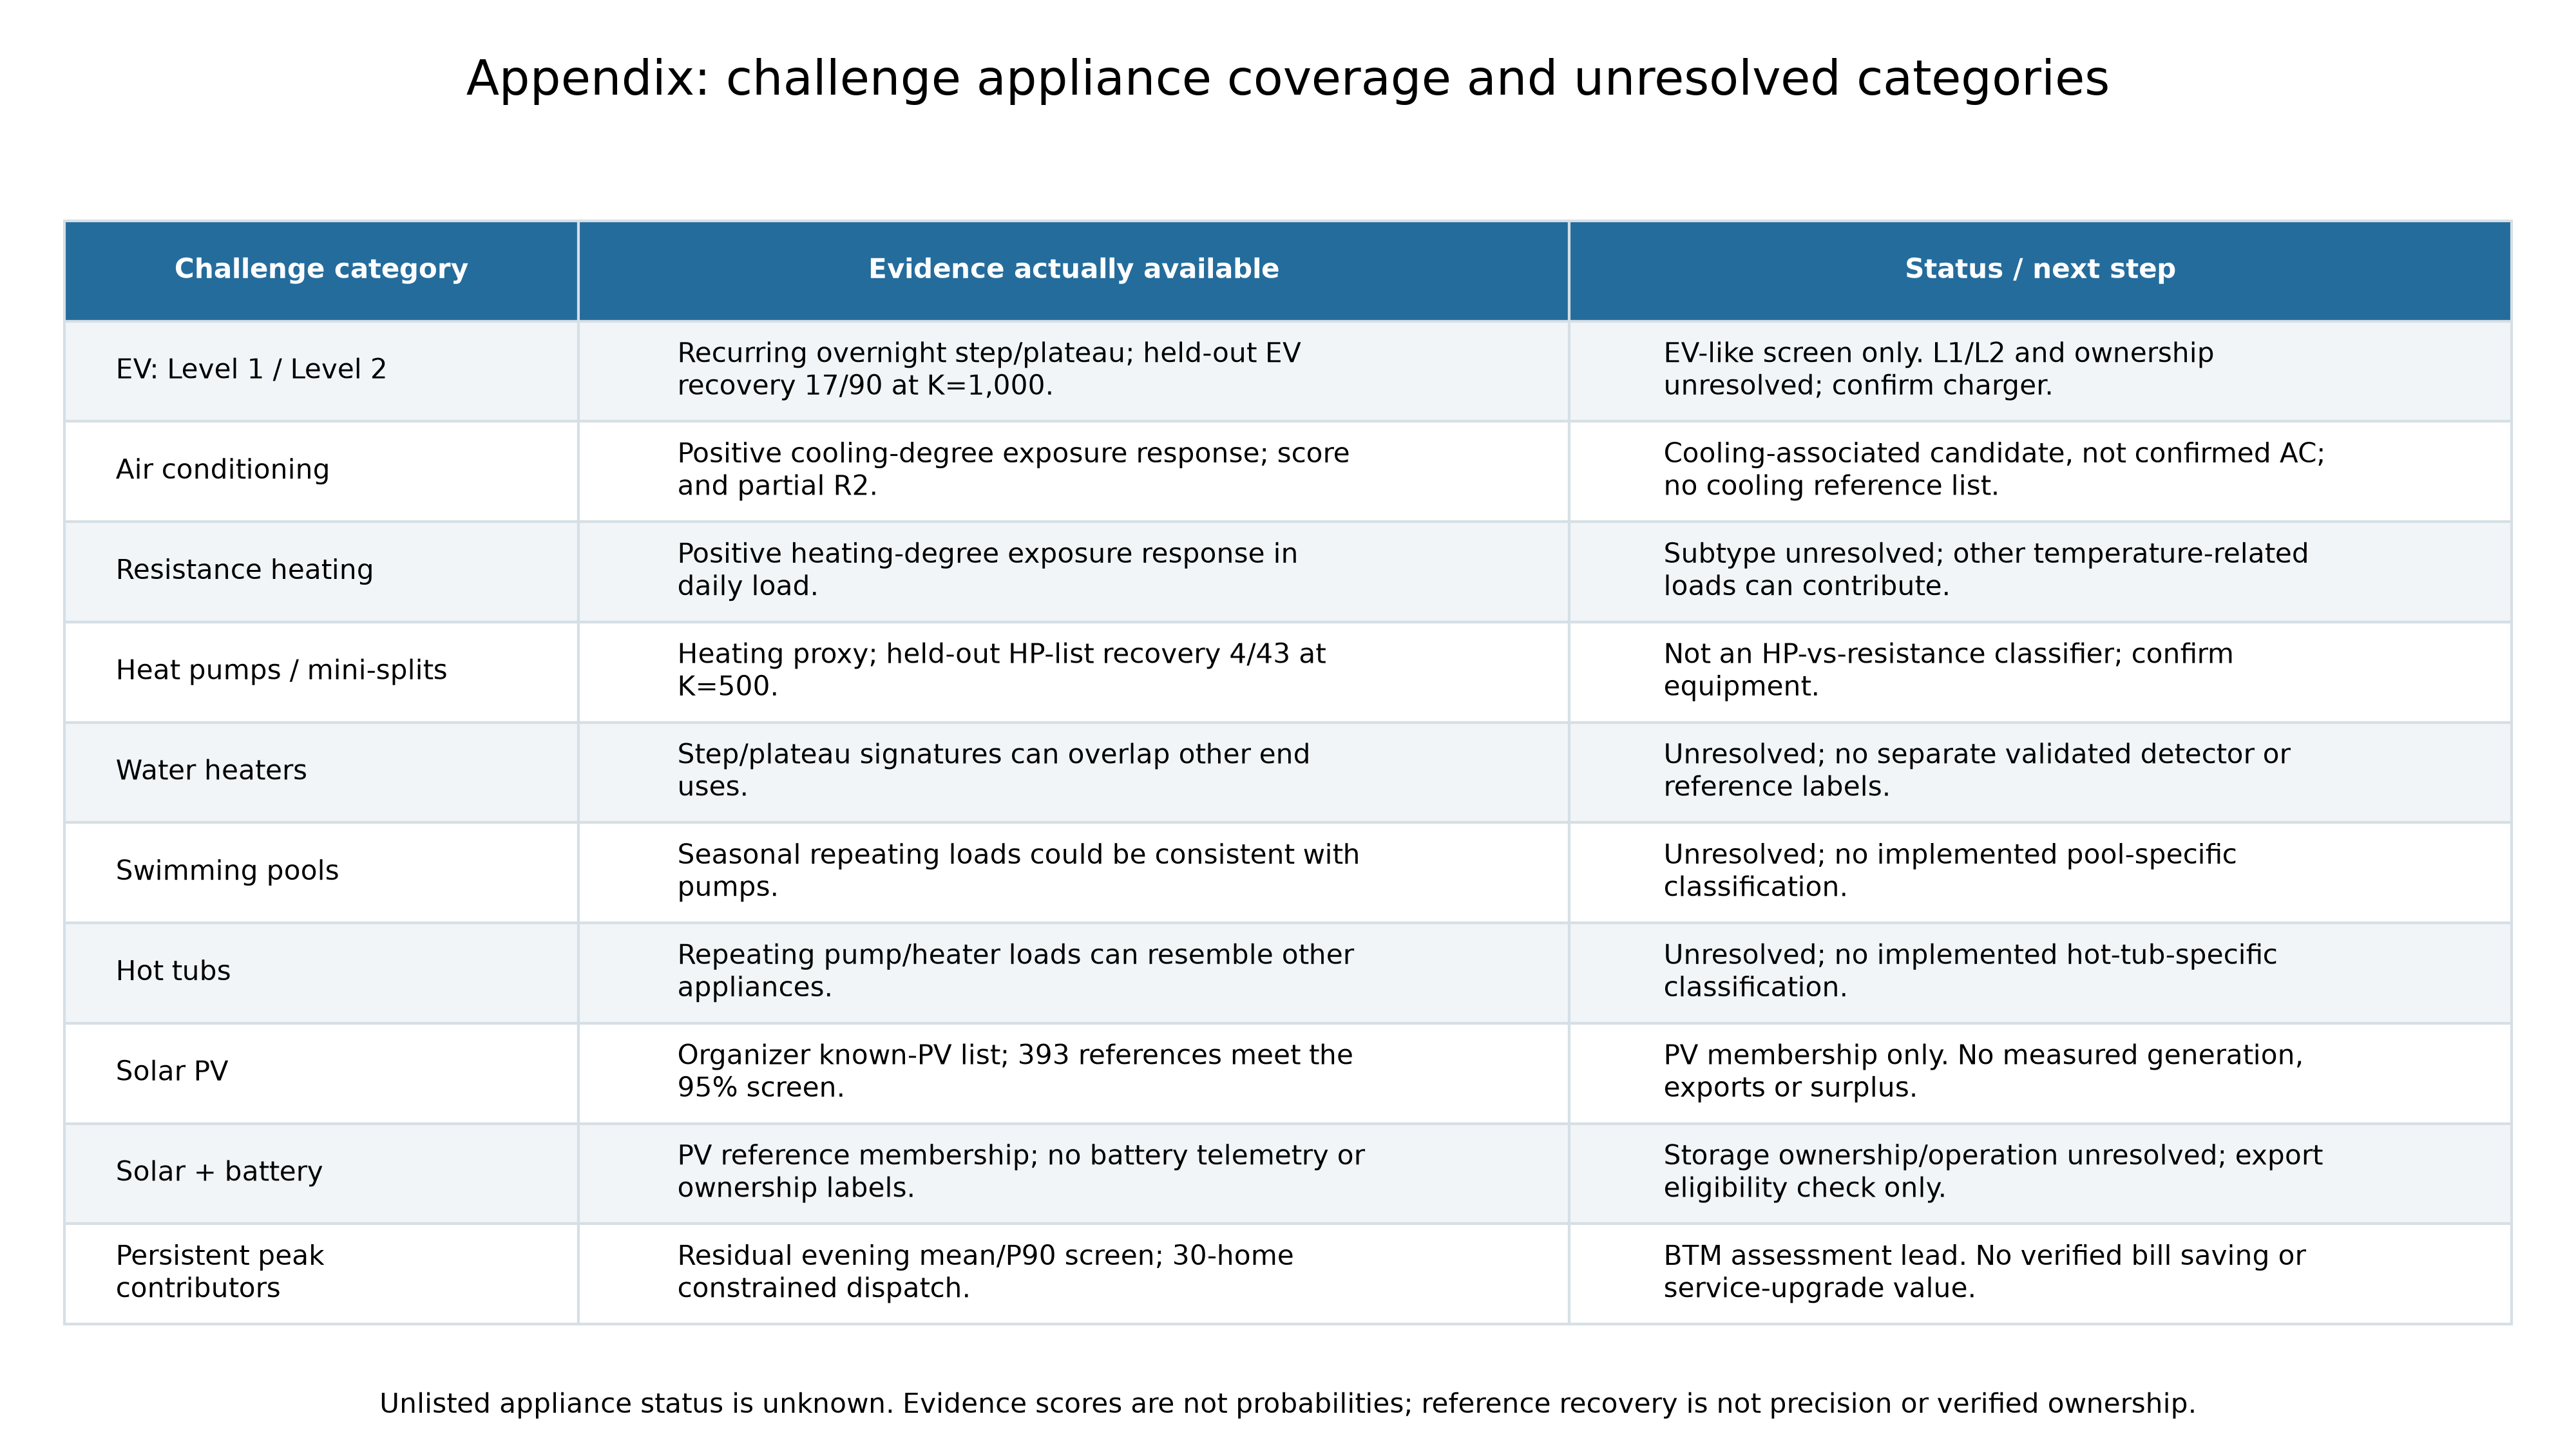 Appendix: challenge appliance coverage and unresolved categories
Challenge category
Evidence actually available
Status / next step
EV: Level 1 / Level 2
Recurring overnight step/plateau; held-out EV
recovery 17/90 at K=1,000.
EV-like screen only. L1/L2 and ownership
unresolved; confirm charger.
Air conditioning
Positive cooling-degree exposure response; score
and partial R2.
Cooling-associated candidate, not confirmed AC;
no cooling reference list.
Resistance heating
Positive heating-degree exposure response in
daily load.
Subtype unresolved; other temperature-related
loads can contribute.
Heat pumps / mini-splits
Heating proxy; held-out HP-list recovery 4/43 at
K=500.
Not an HP-vs-resistance classifier; confirm
equipment.
Water heaters
Step/plateau signatures can overlap other end
uses.
Unresolved; no separate validated detector or
reference labels.
Swimming pools
Seasonal repeating loads could be consistent with
pumps.
Unresolved; no implemented pool-specific
classification.
Hot tubs
Repeating pump/heater loads can resemble other
appliances.
Unresolved; no implemented hot-tub-specific
classification.
Solar PV
Organizer known-PV list; 393 references meet the
95% screen.
PV membership only. No measured generation,
exports or surplus.
Solar + battery
PV reference membership; no battery telemetry or
ownership labels.
Storage ownership/operation unresolved; export
eligibility check only.
Persistent peak
contributors
Residual evening mean/P90 screen; 30-home
constrained dispatch.
BTM assessment lead. No verified bill saving or
service-upgrade value.
Unlisted appliance status is unknown. Evidence scores are not probabilities; reference recovery is not precision or verified ownership.